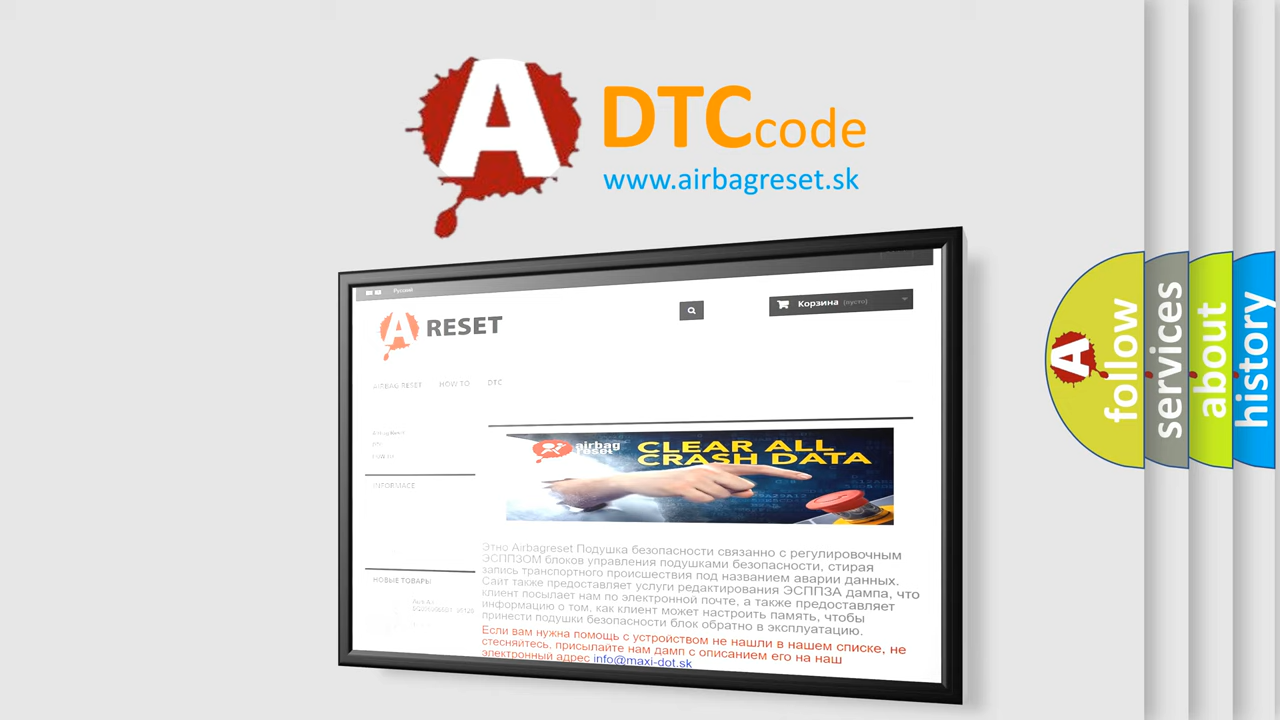 A
DTCcode
www.airbagreset.sk
Русский
A RESET
Корзина (пусто)
AIRBAG RESET HOW TO DTC
INFORMACE
НОВЫЕ ТОВАРЫ
airbag
reset
CLEAR ALL
CRASH DATA
Этно Airbagreset Подушка безопасности связанно с регулировочным
ЭСППЗОМ блоков управления подушками безопасности, стирая
запись транспортного происшествия под названием аварии данных.
Сайт также предоставляет услуги редактирования ЭСППЗА дампа, что
клиент посылает нам по электронной почте, а также предоставляет
информацию о том, как клиент может настроить память, чтобы
принести подушки безопасности блок обратно в эксплуатацию.
Если вам нужна помощь с устройством не нашли в нашем списке, не
стесняйтесь, присылайте нам дамп с описанием его на наш
электронный адрес info@maxi-dot.sk
A
follow
services
about
history